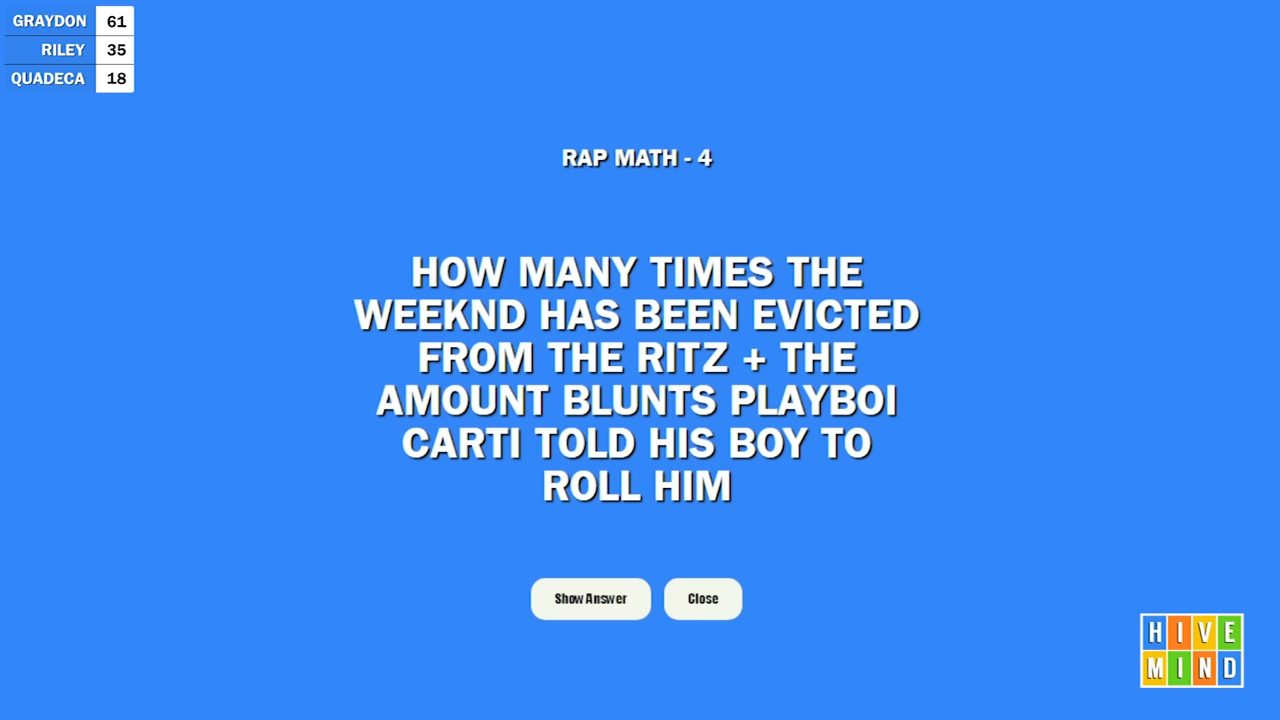 GRAYDON 61
RILEY 35
QUADECA 18
RAP MATH - 4
HOW MANY TIMES THE
WEEKND HAS BEEN EVICTED
FROM THE RITZ + THE
AMOUNT BLUNTS PLAYBOI
CARTI TOLD HIS BOY TO
ROLL HIM
Show Answer Close
HIVE
MIND